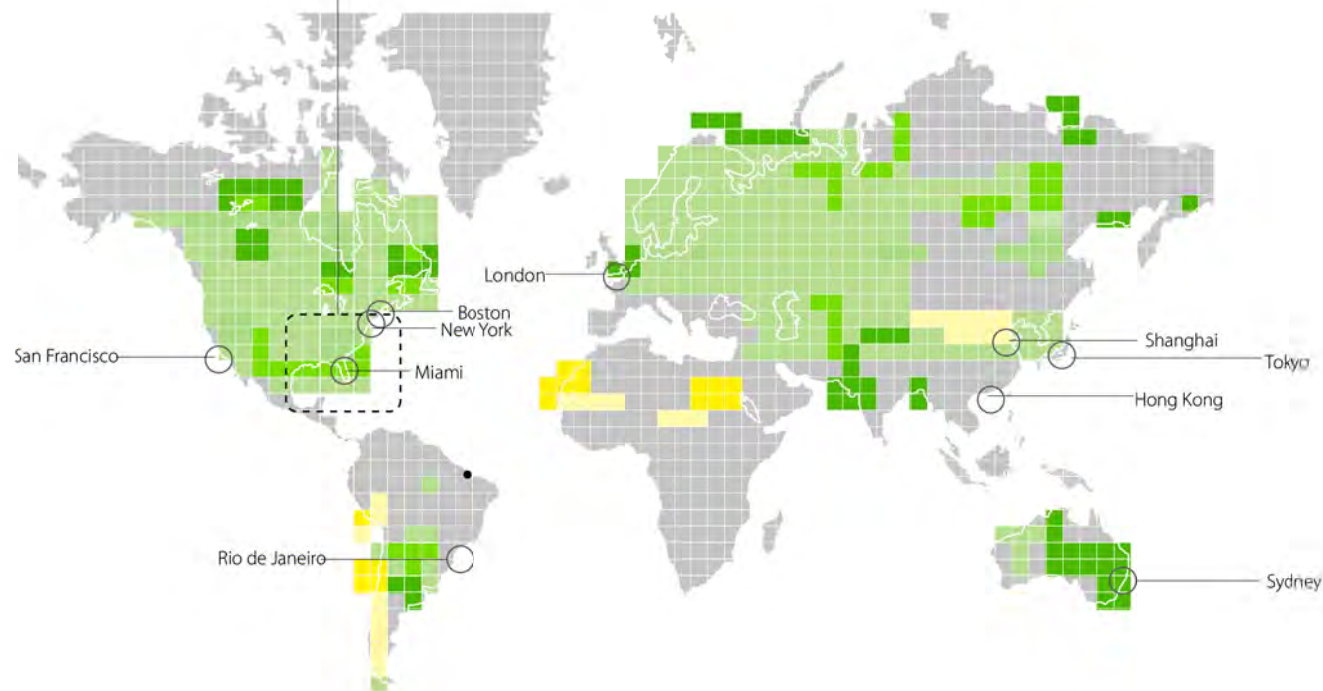 London
Boston
New York
San Francisco
Miami
Shanghai
Tokyo
Hong Kong
Rio de Janeiro
Sydney